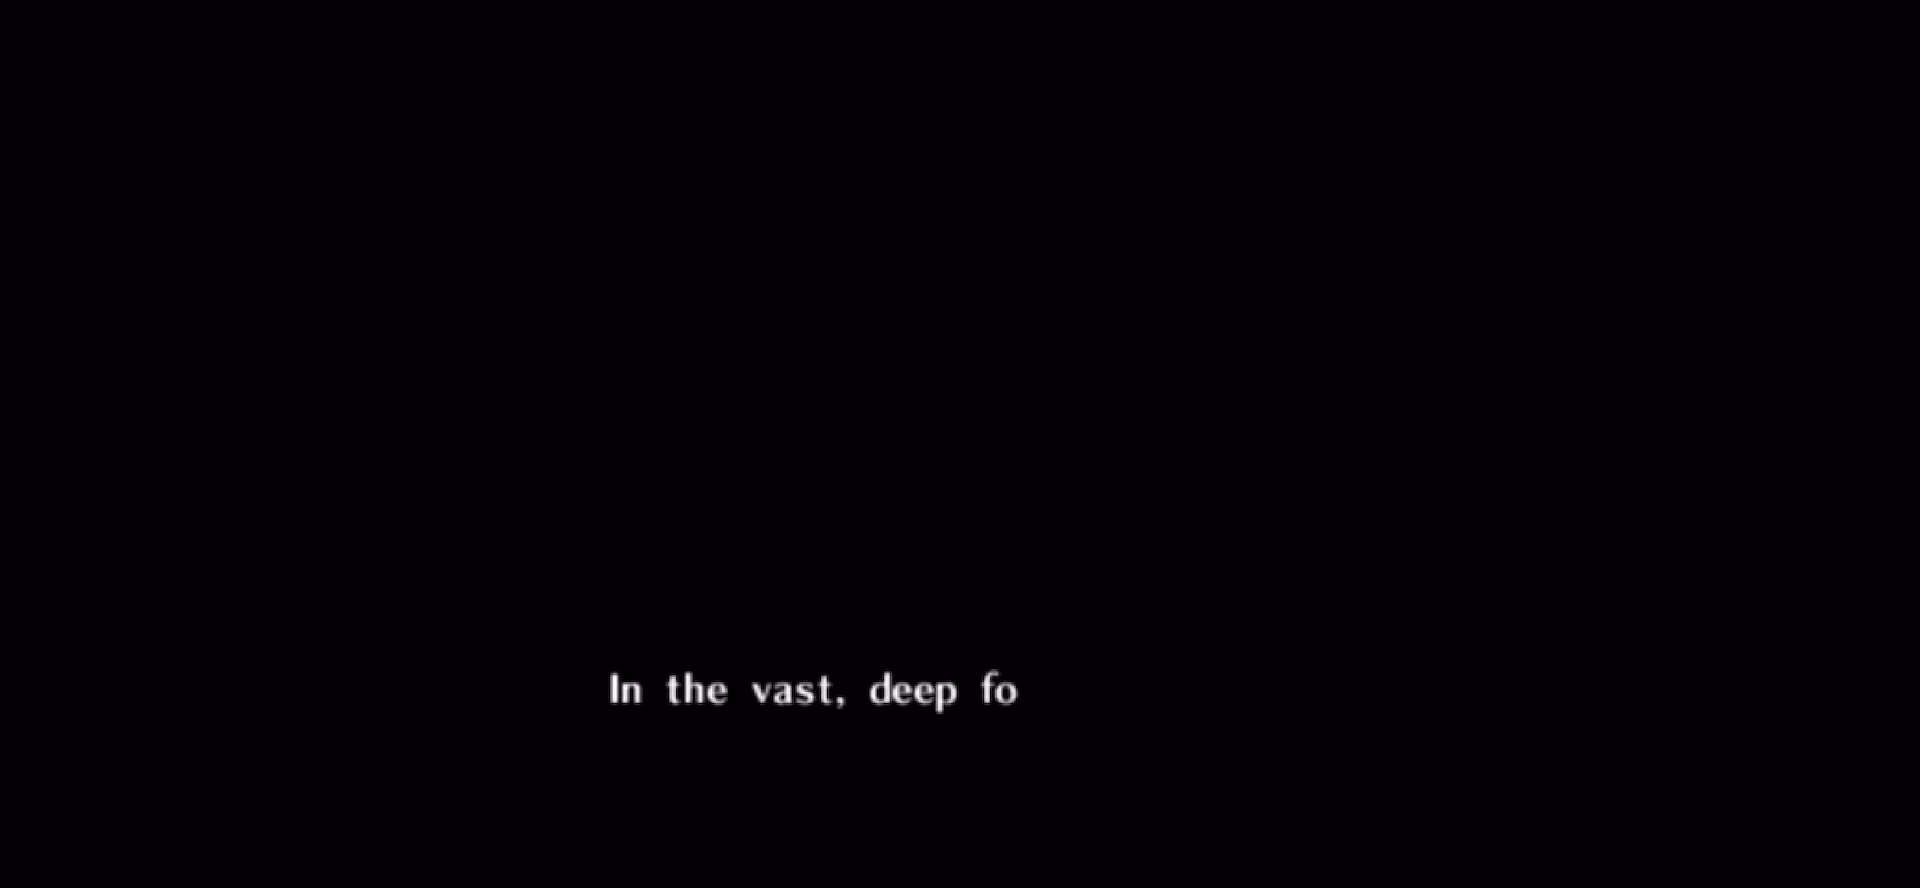 In the vast, deep fo